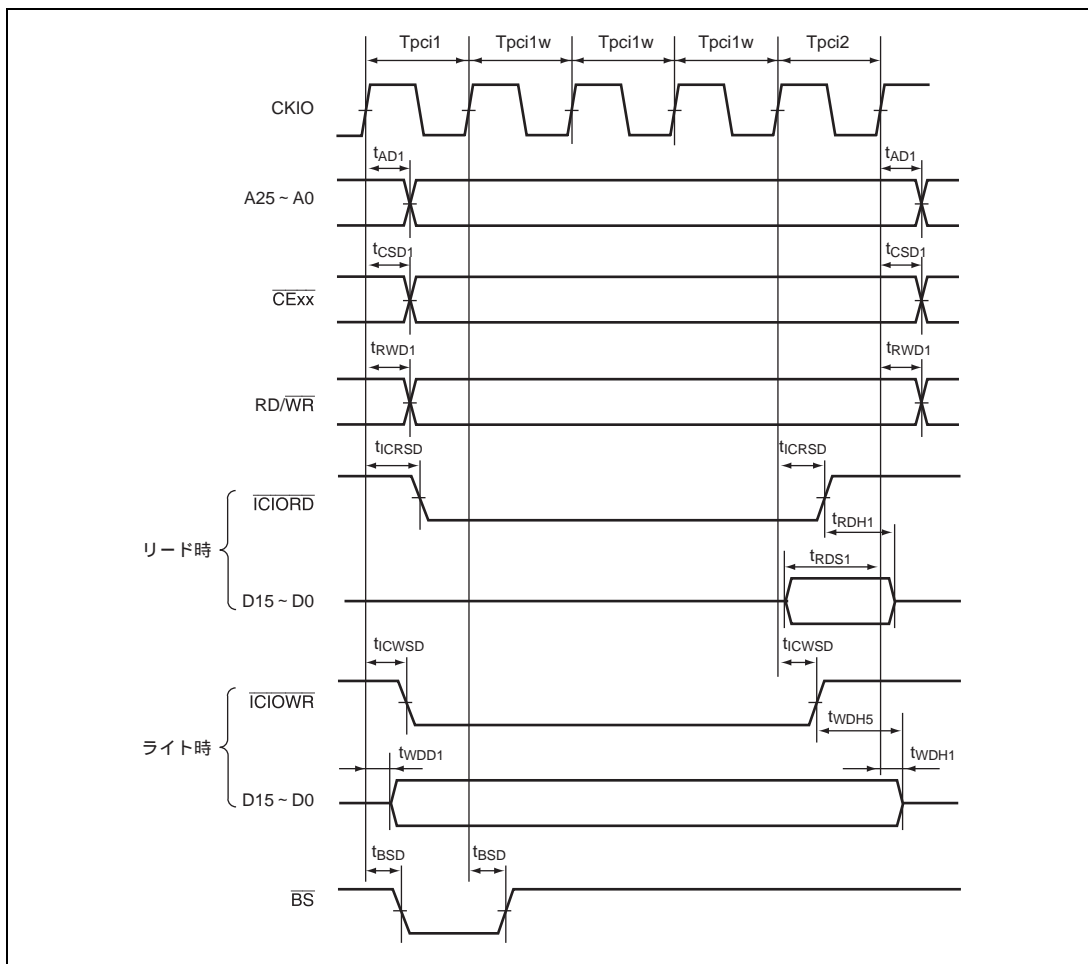 Tpci1 Tpci1w Tpci1w Tpci1w Tpci2
CKIO
tAD1 tAD1
A25 ~ A0
tCSD1 tCSD1
CExx
tRWD1 tRWD1
RD/WR
tICRSD tICRSD
ICIORD
tRDH1
リード時
tRDS1
D15 ~ D0
tICWSD tICWSD
ICIOWR
tWDH5
ライト時
tWDD1 tWDH1
D15 ~ D0
tBSD tBSD
BS